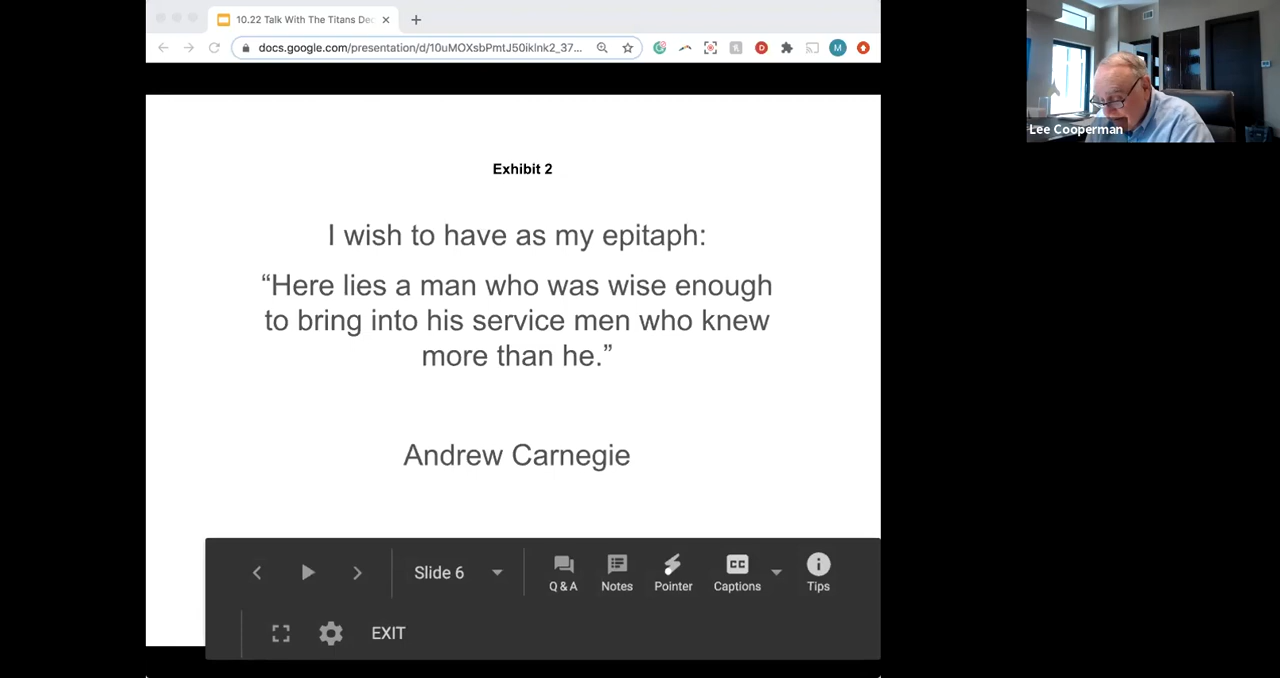 10.22 Talk With The Titans Dec
docs.google.com/presentation/d/10uMOXsbPmtJ50iklnk2_37...
M
Lee Cooperman
Exhibit 2
I wish to have as my epitaph:
“Here lies a man who was wise enough
to bring into his service men who knew
more than he.”
Andrew Carnegie
Slide 6
Q & A
Notes
Pointer
CC
Captions
Tips
EXIT